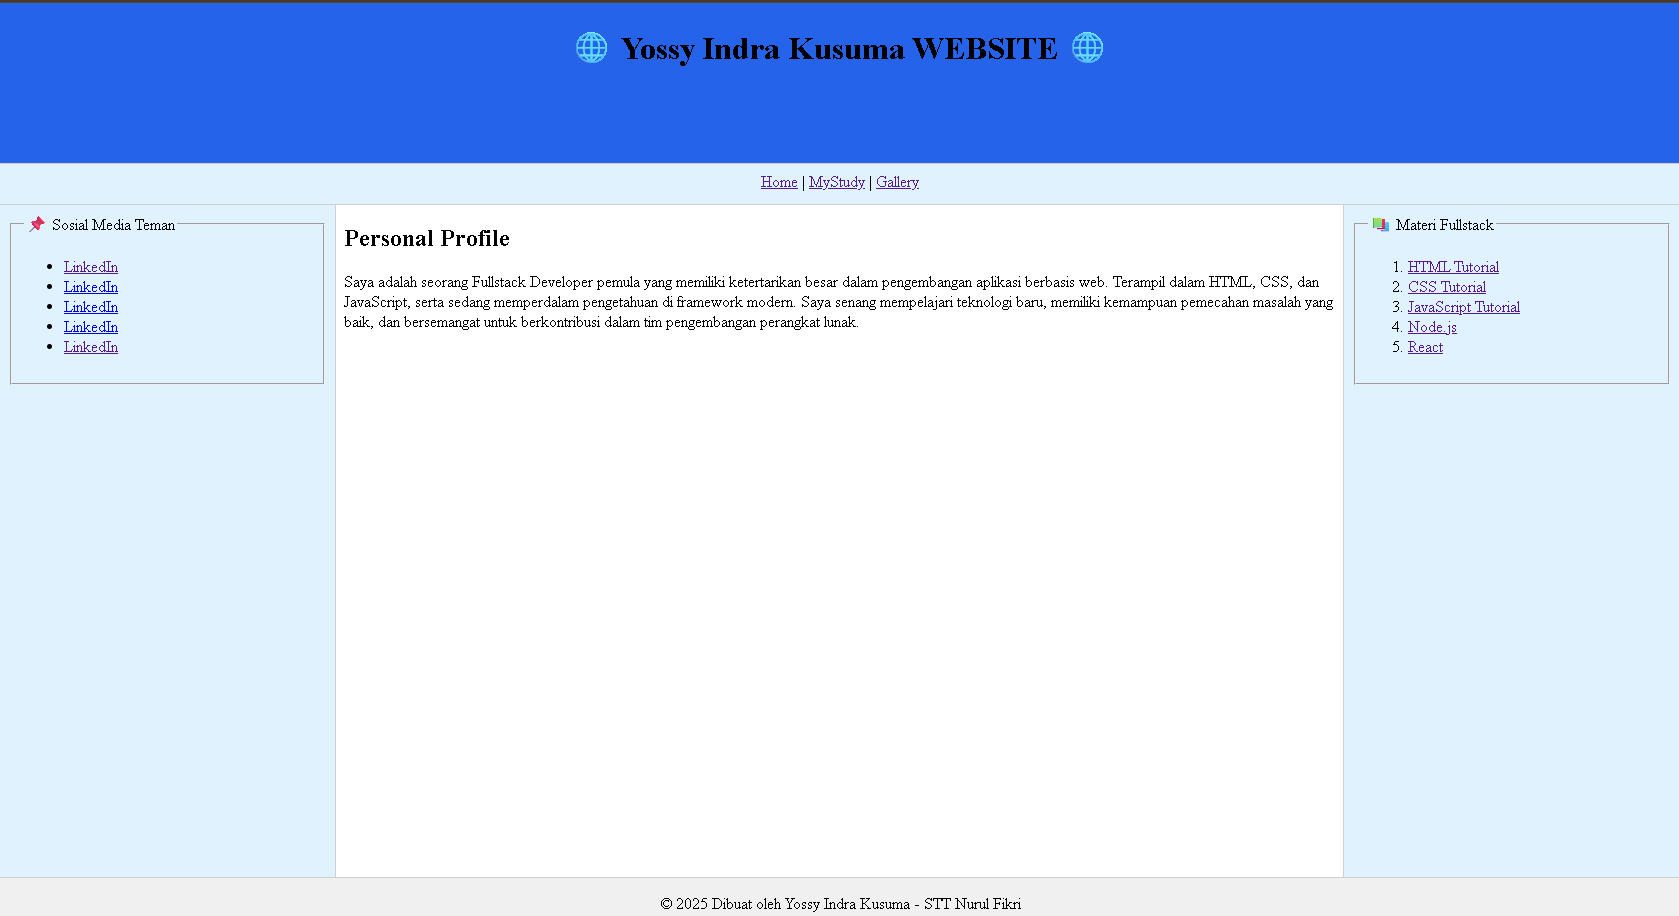 🌐 Yossy Indra Kusuma WEBSITE 🌐
Home | MyStudy | Gallery
📌 Sosial Media Teman
• LinkedIn
• LinkedIn
• LinkedIn
• LinkedIn
• LinkedIn
Personal Profile
Saya adalah seorang Fullstack Developer pemula yang memiliki ketertarikan besar dalam pengembangan aplikasi berbasis web. Terampil dalam HTML, CSS, dan
JavaScript, serta sedang memperdalam pengetahuan di framework modern. Saya senang mempelajari teknologi baru, memiliki kemampuan pemecahan masalah yang
baik, dan bersemangat untuk berkontribusi dalam tim pengembangan perangkat lunak.
📚 Materi Fullstack
1. HTML Tutorial
2. CSS Tutorial
3. JavaScript Tutorial
4. Node.js
5. React
© 2025 Dibuat oleh Yossy Indra Kusuma - STT Nurul Fikri